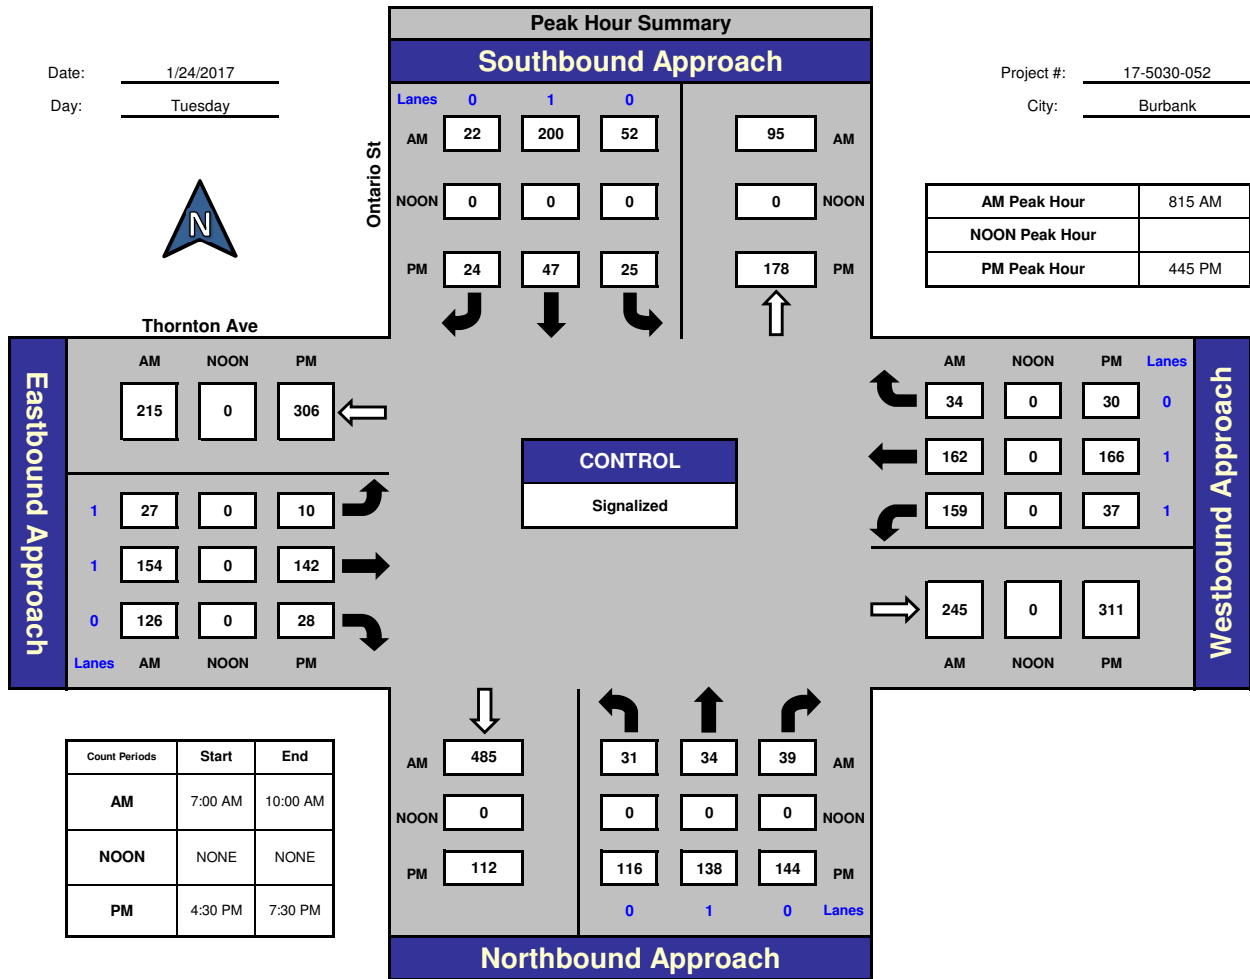 Peak Hour Summary
Southbound Approach
Date: 1/24/2017
Project #: 17-5030-052
Day: Tuesday
City: Burbank
Lanes 0 1 0
AM 22 200 52 95 AM
Ontario St
NOON 0 0 0 0 NOON
PM 24 47 25 178 PM
N
AM Peak Hour 815 AM
NOON Peak Hour
PM Peak Hour 445 PM
Thornton Ave
Eastbound Approach
AM NOON PM
215 0 306
1 27 0 10
1 154 0 142
0 126 0 28
Lanes AM NOON PM
CONTROL
Signalized
AM NOON PM Lanes
34 0 30 0
162 0 166 1
159 0 37 1
245 0 311
AM NOON PM
Westbound Approach
Count Periods Start End
AM 7:00 AM 10:00 AM
NOON NONE NONE
PM 4:30 PM 7:30 PM
AM 485 31 34 39 AM
NOON 0 0 0 0 NOON
PM 112 116 138 144 PM
0 1 0 Lanes
Northbound Approach